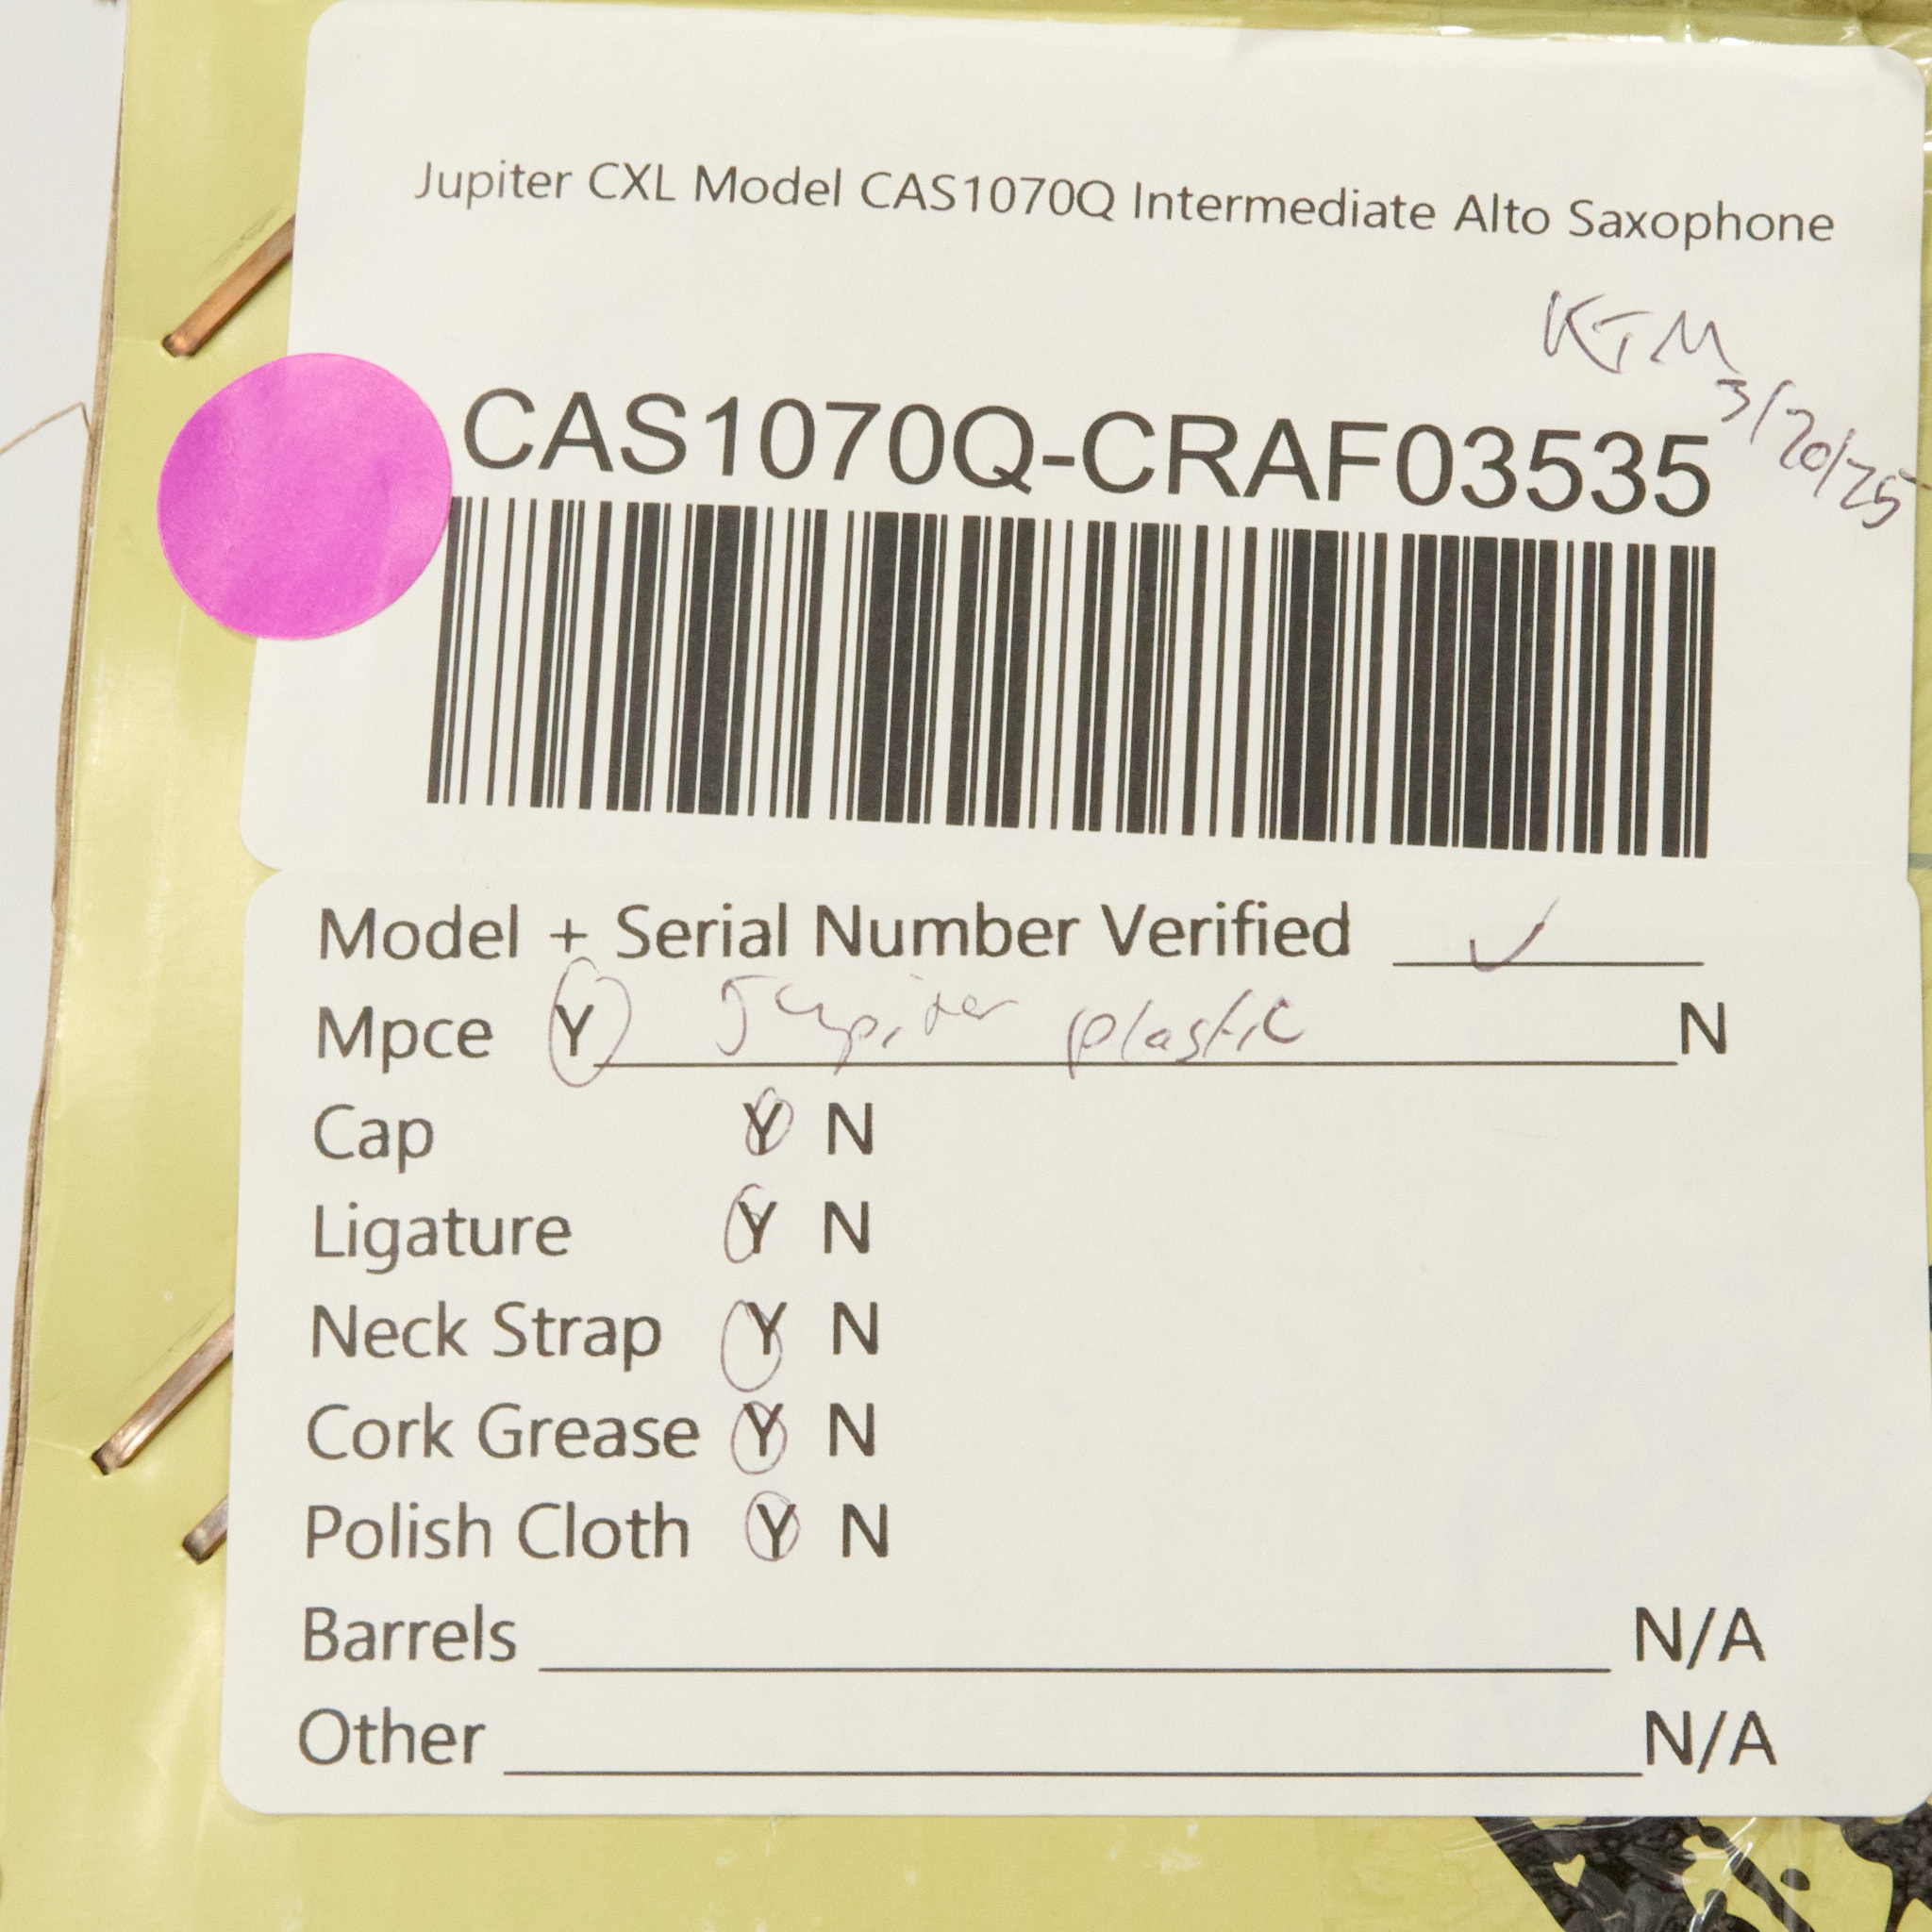 Jupiter CXL Model CAS1070Q Intermediate Alto Saxophone
KTM
3/20/25
CAS1070Q-CRAF03535
Model + Serial Number Verified ✓
Mpce Y Jupiter plastic N
Cap Y N
Ligature Y N
Neck Strap Y N
Cork Grease Y N
Polish Cloth Y N
Barrels N/A
Other N/A